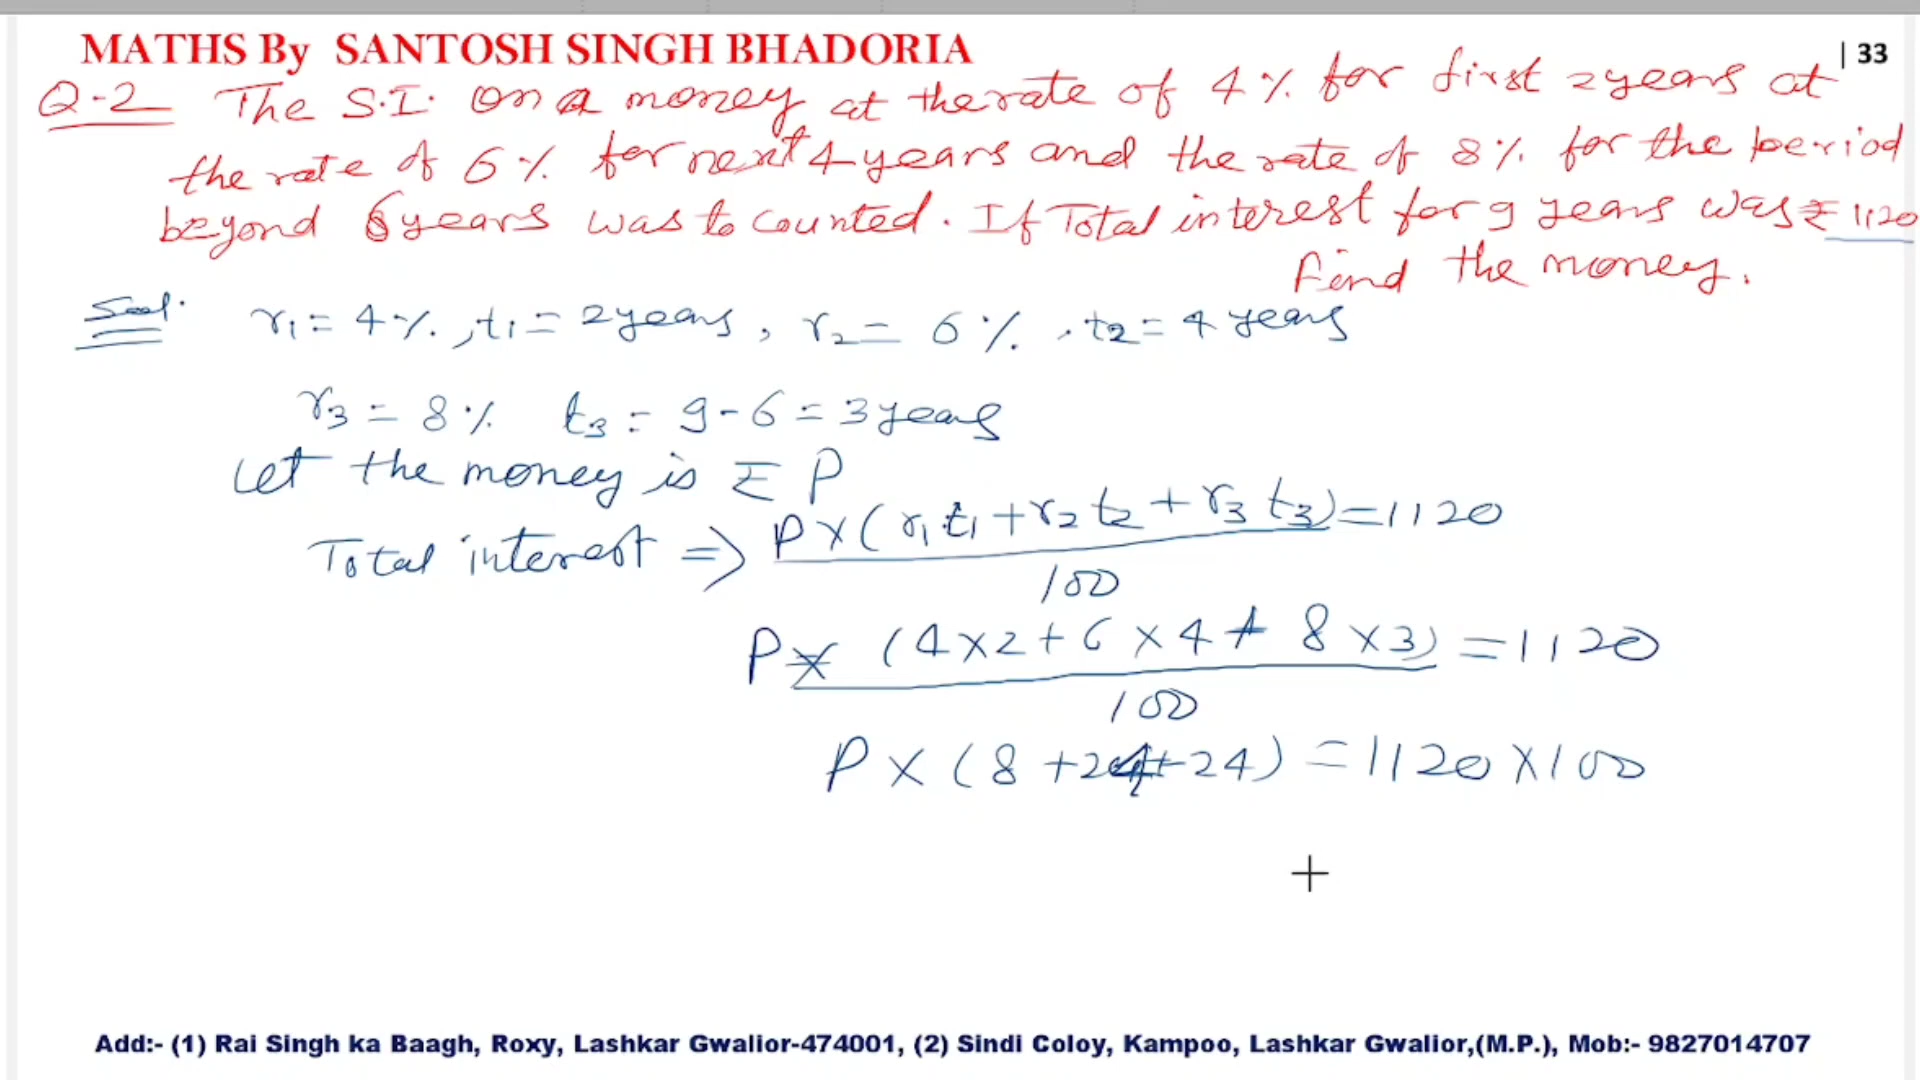 MATHS By SANTOSH SINGH BHADORIA
| 33
Q-2 The S.I. on a money at the rate of 4% for first 2 years at
the rate of 6% for next 4 years and the rate of 8% for the period
beyond 6 years was to counted. If Total interest for 9 years was ₹ 1120
find the money.
Sol. r1 = 4%, t1 = 2 years, r2 = 6%, t2 = 4 years
r3 = 8% t3 = 9-6 = 3 years
Let the money is ₹ P
Total interest ⇒ P×(r1t1+r2t2+r3t3)=1120
100
P× (4×2+6×4+8×3) =1120
100
P×(8+24+24) =1120×100
Add:- (1) Rai Singh ka Baagh, Roxy, Lashkar Gwalior-474001, (2) Sindi Coloy, Kampoo, Lashkar Gwalior,(M.P.), Mob:- 9827014707